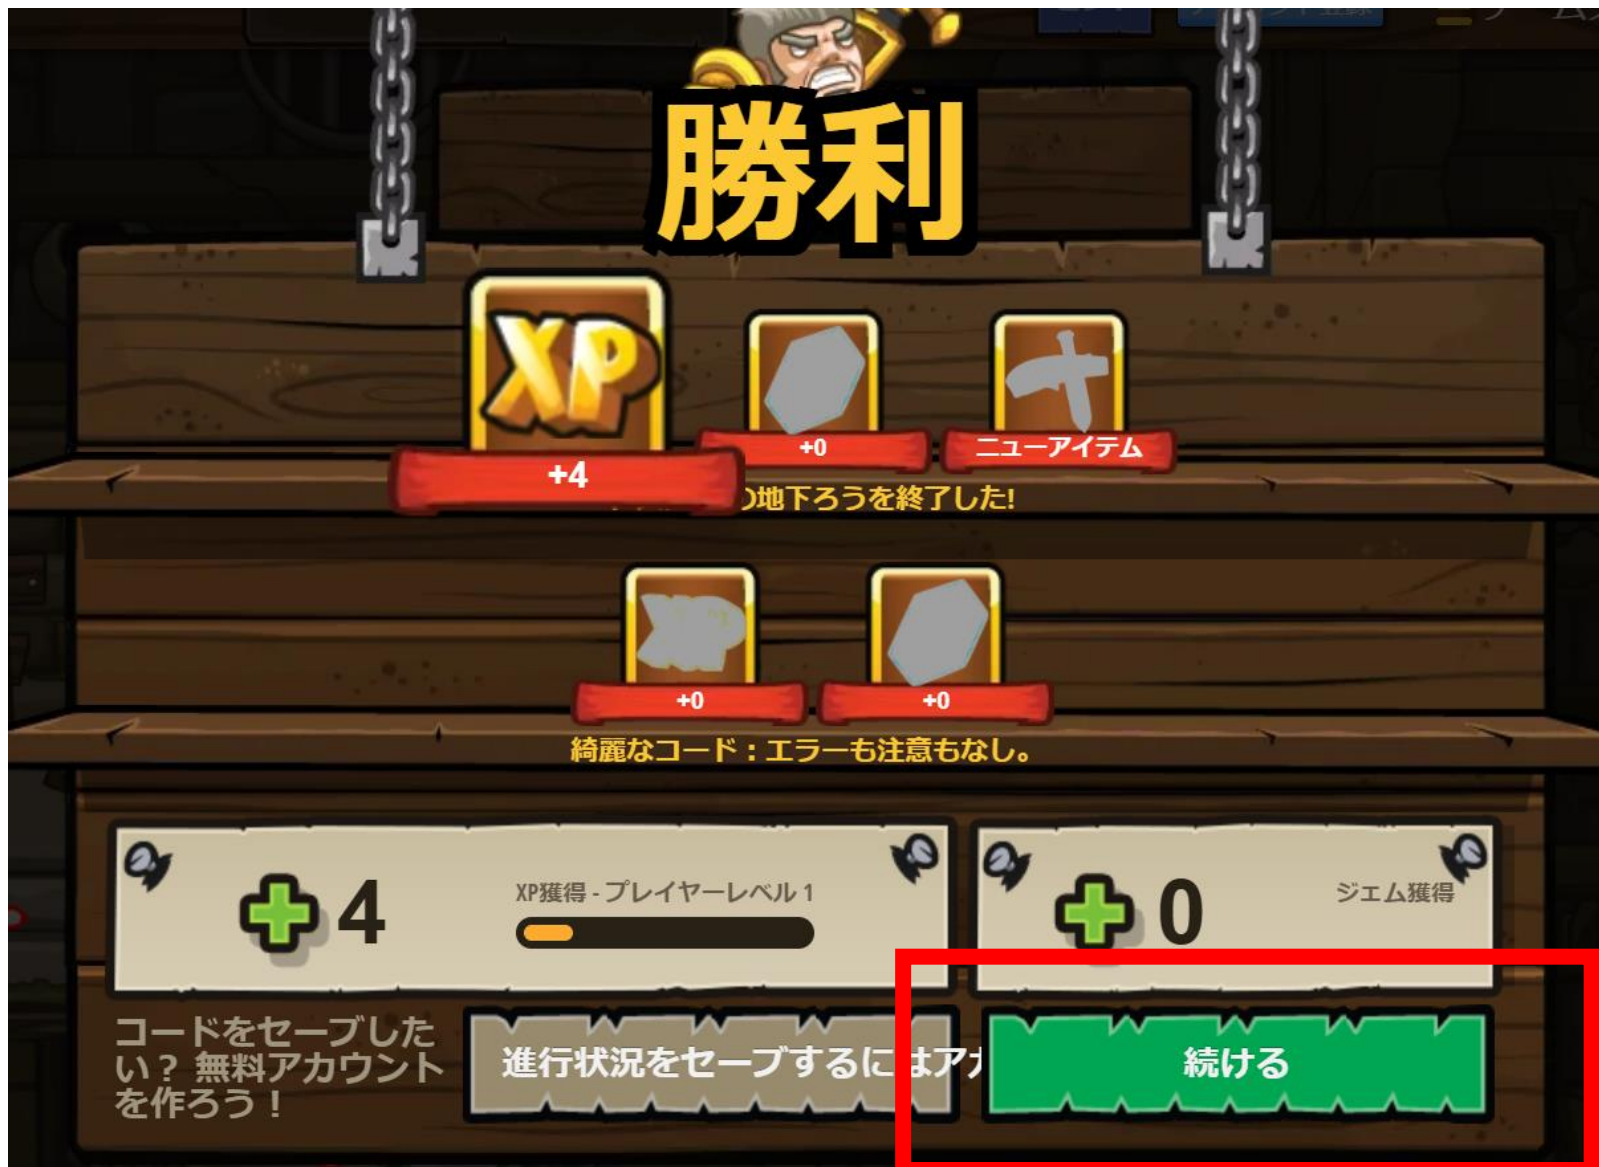 勝利
XP
+4
+0
ニューアイテム
の地下ろうを終了した!
+0
+0
綺麗なコード：エラーも注意もなし。
4
XP獲得 - プレイヤーレベル 1
0
ジェム獲得
コードをセーブした
い？ 無料アカウント
を作ろう！
進行状況をセーブするにはアカ
続ける